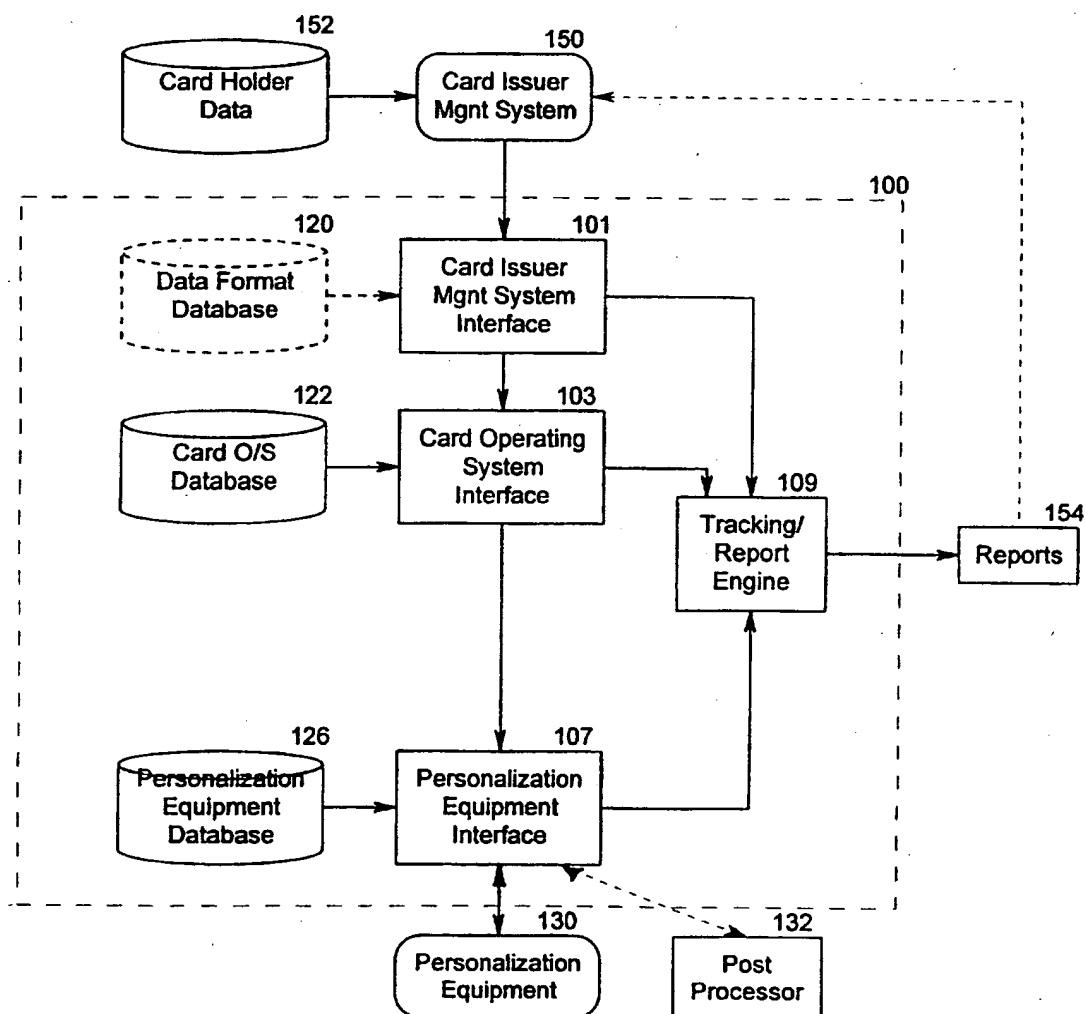 152
Card Holder
Data
150
Card Issuer
Mgnt System
100
120
Data Format
Database
101
Card Issuer
Mgnt System
Interface
122
Card O/S
Database
103
Card Operating
System
Interface
109
Tracking/
Report
Engine
154
Reports
126
Personalization
Equipment
Database
107
Personalization
Equipment
Interface
130
Personalization
Equipment
132
Post
Processor